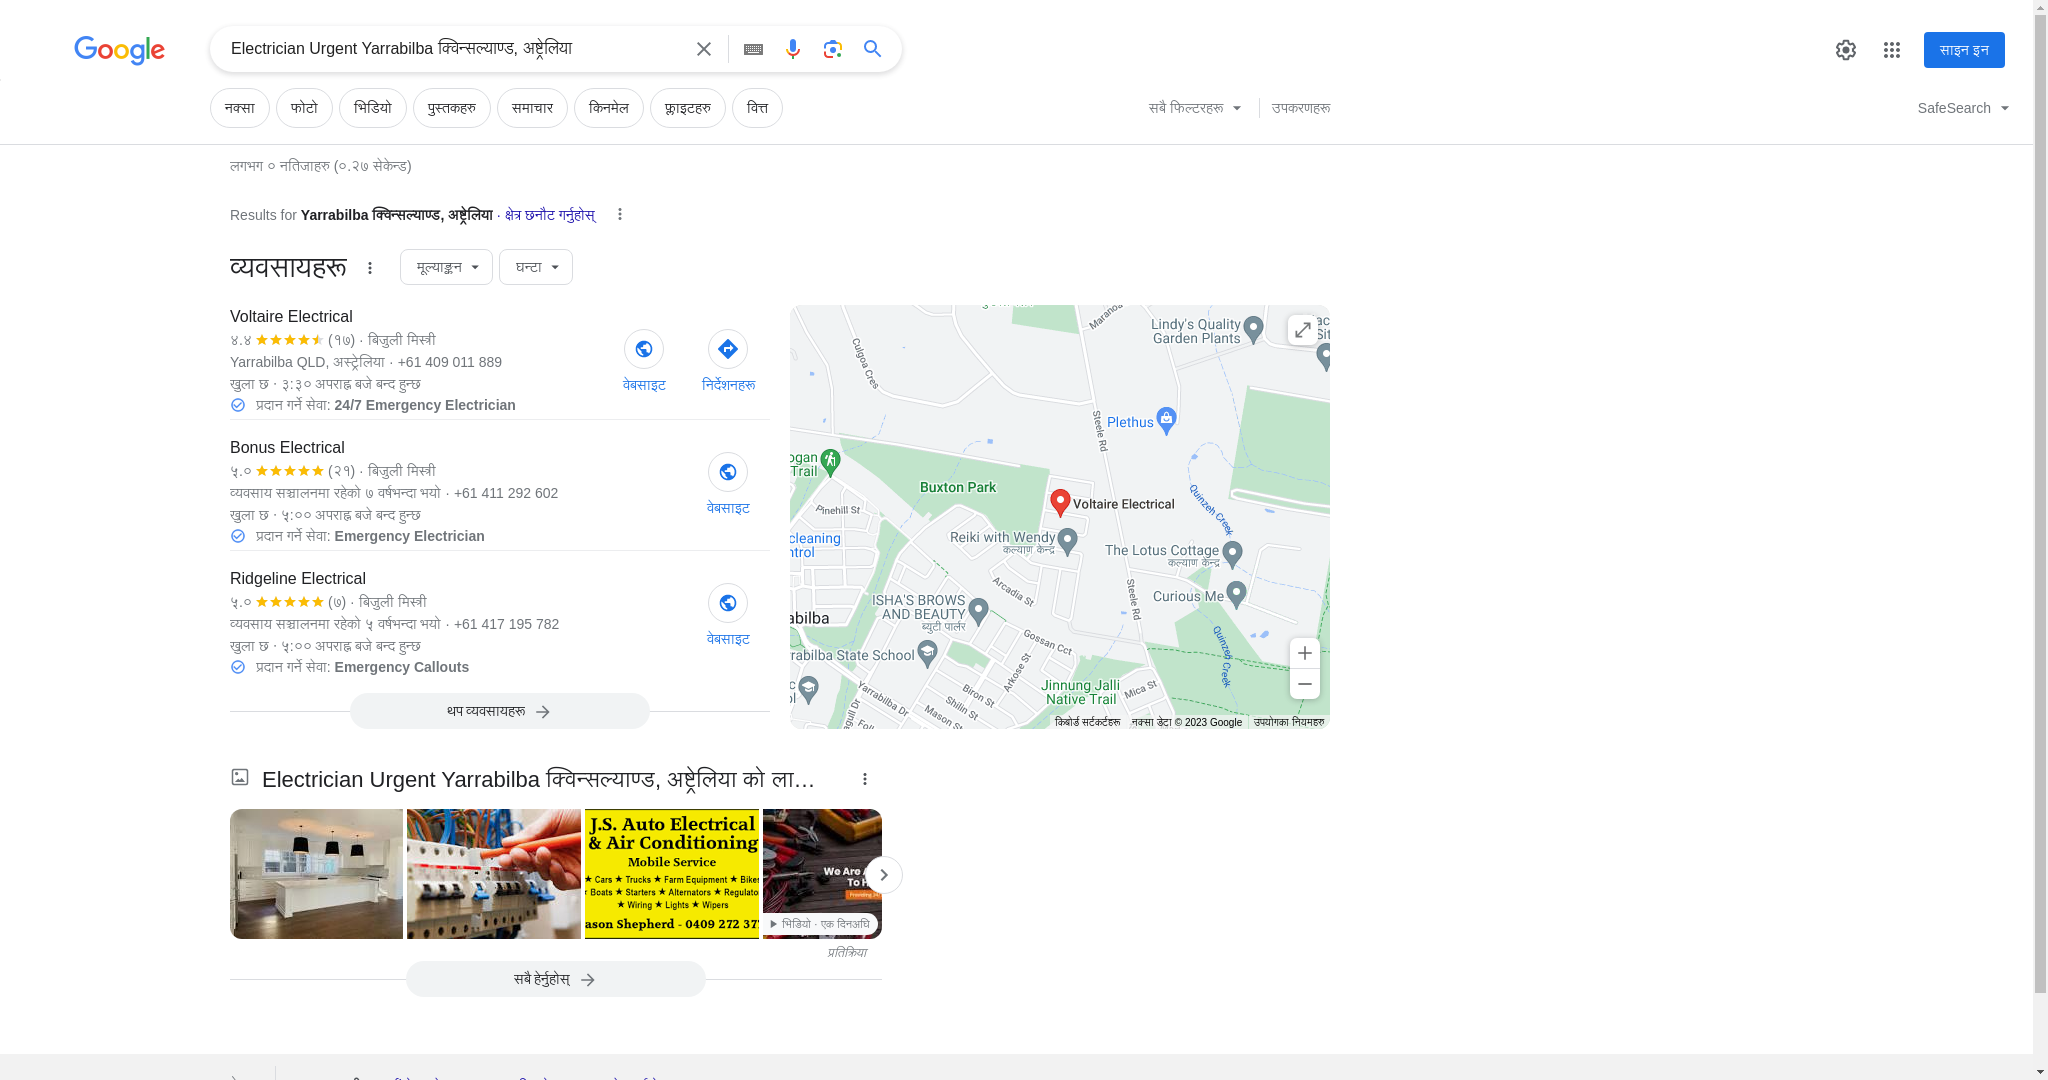 Google
Electrician Urgent Yarrabilba क्विन्सल्याण्ड, अष्ट्रेलिया
साइन इन
नक्सा
फोटो
भिडियो
पुस्तकहरु
समाचार
किनमेल
फ्लाइटहरु
वित्त
सबै फिल्टरहरू
उपकरणहरू
SafeSearch
लगभग ० नतिजाहरु (०.२७ सेकेन्ड)
Results for Yarrabilba क्विन्सल्याण्ड, अष्ट्रेलिया · क्षेत्र छनौट गर्नुहोस्
व्यवसायहरू
मूल्याङ्कन
घन्टा
Voltaire Electrical
४.४ (१७) · बिजुली मिस्त्री
Yarrabilba QLD, अस्ट्रेलिया · +61 409 011 889
खुला छ · ३:३० अपराह्न बजे बन्द हुन्छ
प्रदान गर्ने सेवा: 24/7 Emergency Electrician
वेबसाइट
निर्देशनहरू
Bonus Electrical
५.० (२१) · बिजुली मिस्त्री
व्यवसाय सञ्चालनमा रहेको ७ वर्षभन्दा भयो · +61 411 292 602
खुला छ · ५:०० अपराह्न बजे बन्द हुन्छ
प्रदान गर्ने सेवा: Emergency Electrician
वेबसाइट
Ridgeline Electrical
५.० (७) · बिजुली मिस्त्री
व्यवसाय सञ्चालनमा रहेको ५ वर्षभन्दा भयो · +61 417 195 782
खुला छ · ५:०० अपराह्न बजे बन्द हुन्छ
प्रदान गर्ने सेवा: Emergency Callouts
वेबसाइट
थप व्यवसायहरू
Maranoa
Lindy's Quality
Garden Plants
Culgoa Cres
Steele Rd
Plethus
ogan
Trail
Buxton Park
Voltaire Electrical
Quinzeh Creek
Pinehill St
cleaning
ntrol
Reiki with Wendy
कल्याण केन्द्र
The Lotus Cottage
कल्याण केन्द्र
Arcadia St
Steele Rd
Curious Me
ISHA'S BROWS
AND BEAUTY
ब्युटी पार्लर
abilba
Gossan Cct
Quinzeh Creek
rrabilba State School
Arkose St
Yarrabilba Dr
Biron St
Shilin St
Mason St
Jinnung Jalli
Native Trail
Mica St
किबोर्ड सर्टकर्टहरू
नक्सा डेटा © 2023 Google
उपयोगका नियमहरु
Electrician Urgent Yarrabilba क्विन्सल्याण्ड, अष्ट्रेलिया को ला...
J.S. Auto Electrical
& Air Conditioning
Mobile Service
★ Cars ★ Trucks ★ Farm Equipment ★ Bikes
r Boats ★ Starters ★ Alternators ★ Regulato
★ Wiring ★ Lights ★ Wipers
ason Shepherd - 0409 272 37
We Are A
To H
भिडियो · एक दिनअघि
प्रतिक्रिया
सबै हेर्नुहोस्